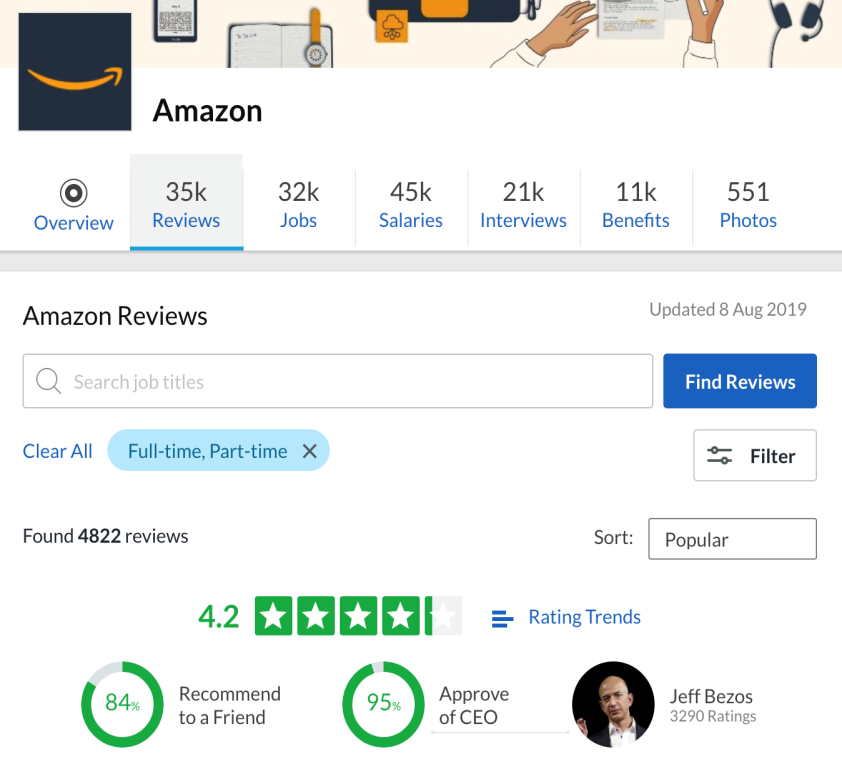 Amazon
35k
32k
45k
21k
11k
551
Overview
Reviews
Jobs
Salaries
Interviews
Benefits
Photos
Amazon Reviews
Updated 8 Aug 2019
Search job titles
Find Reviews
Clear All
Full-time, Part-time
Filter
Found 4822 reviews
Sort:
Popular
4.2
Rating Trends
84%
Recommend
to a Friend
95%
Approve
of CEO
Jeff Bezos
3290 Ratings